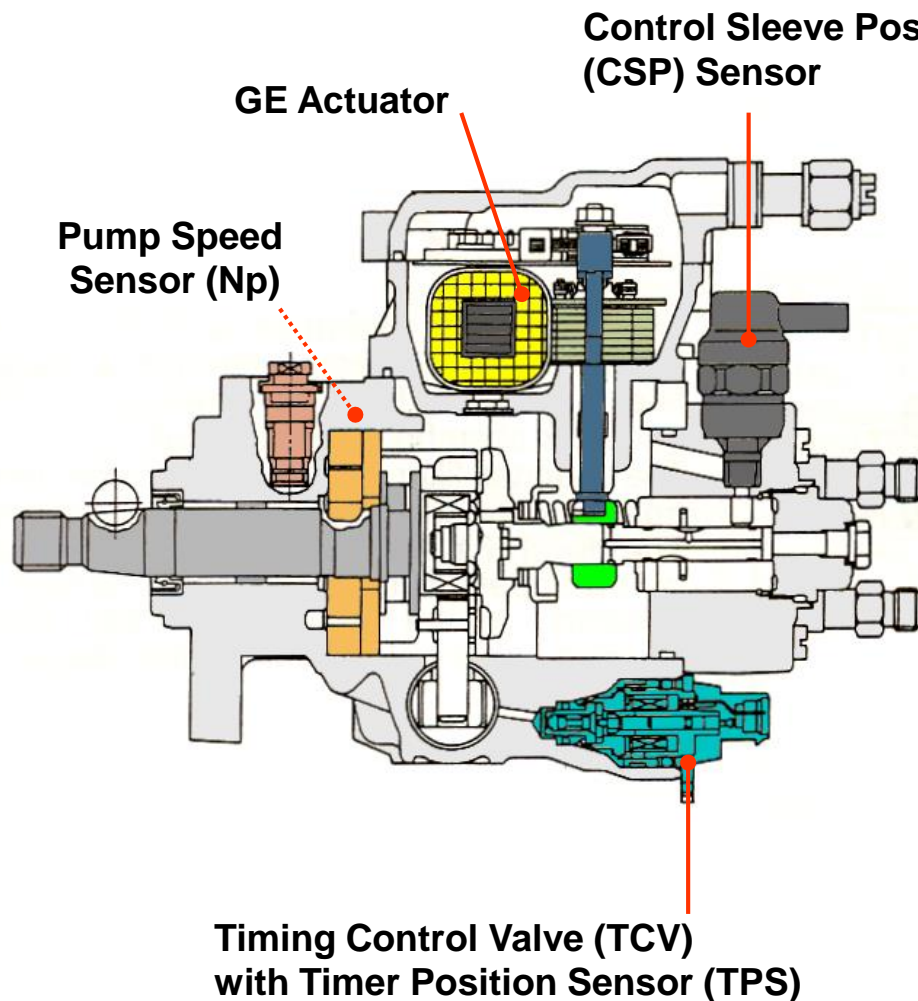 Control Sleeve Pos
(CSP) Sensor
GE Actuator
Pump Speed
Sensor (Np)
Timing Control Valve (TCV)
with Timer Position Sensor (TPS)